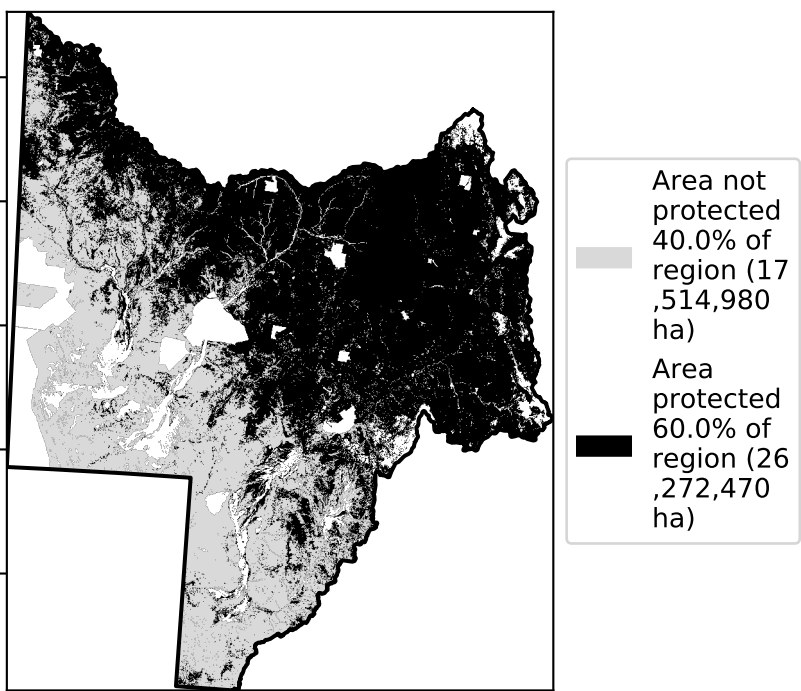 Area not
protected
40.0% of
region (17
,514,980
ha)
Area
protected
60.0% of
region (26
,272,470
ha)